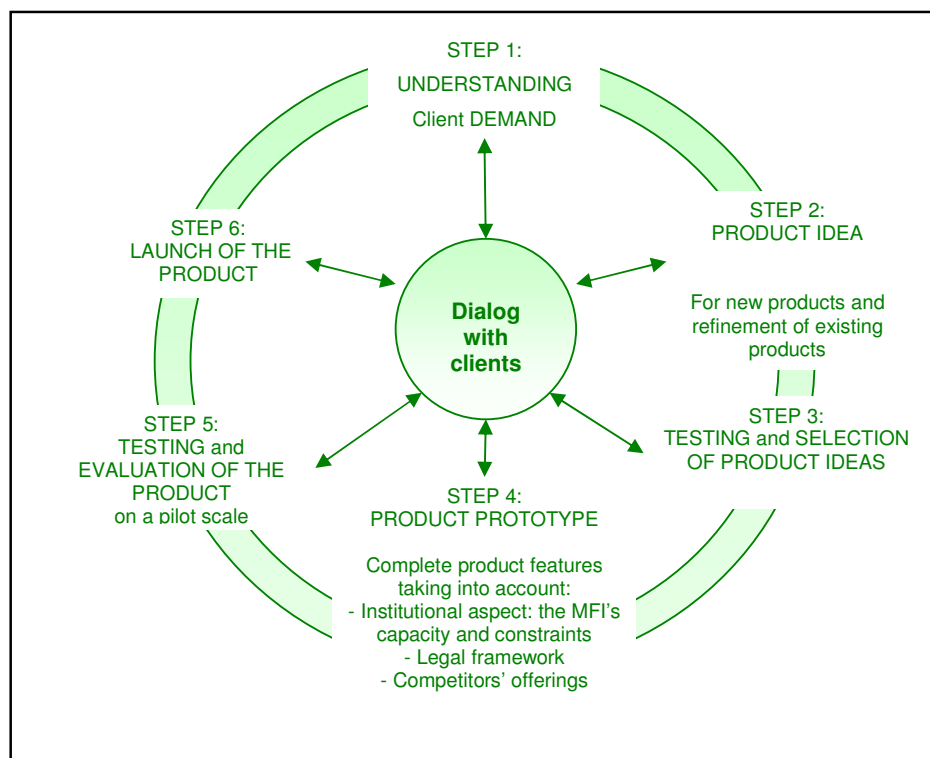 STEP 1:
UNDERSTANDING
Client DEMAND
STEP 2:
PRODUCT IDEA
For new products and
refinement of existing
products
STEP 3:
TESTING and SELECTION
OF PRODUCT IDEAS
STEP 4:
PRODUCT PROTOTYPE
Complete product features
taking into account:
- Institutional aspect: the MFI's
capacity and constraints
- Legal framework
- Competitors' offerings
STEP 5:
TESTING and
EVALUATION OF THE
PRODUCT
on a pilot scale
STEP 6:
LAUNCH OF THE
PRODUCT
Dialog
with
clients